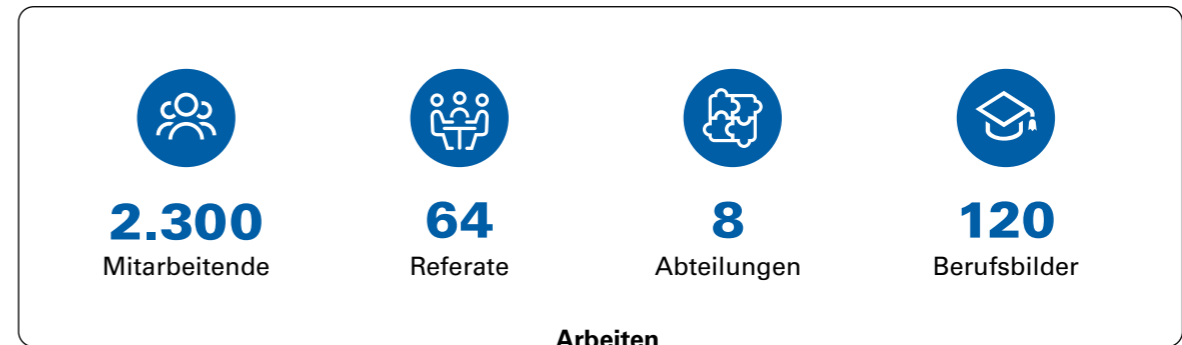 2.300 64 8 120
Mitarbeitende Referate Abteilungen Berufsbilder
Arbeiten